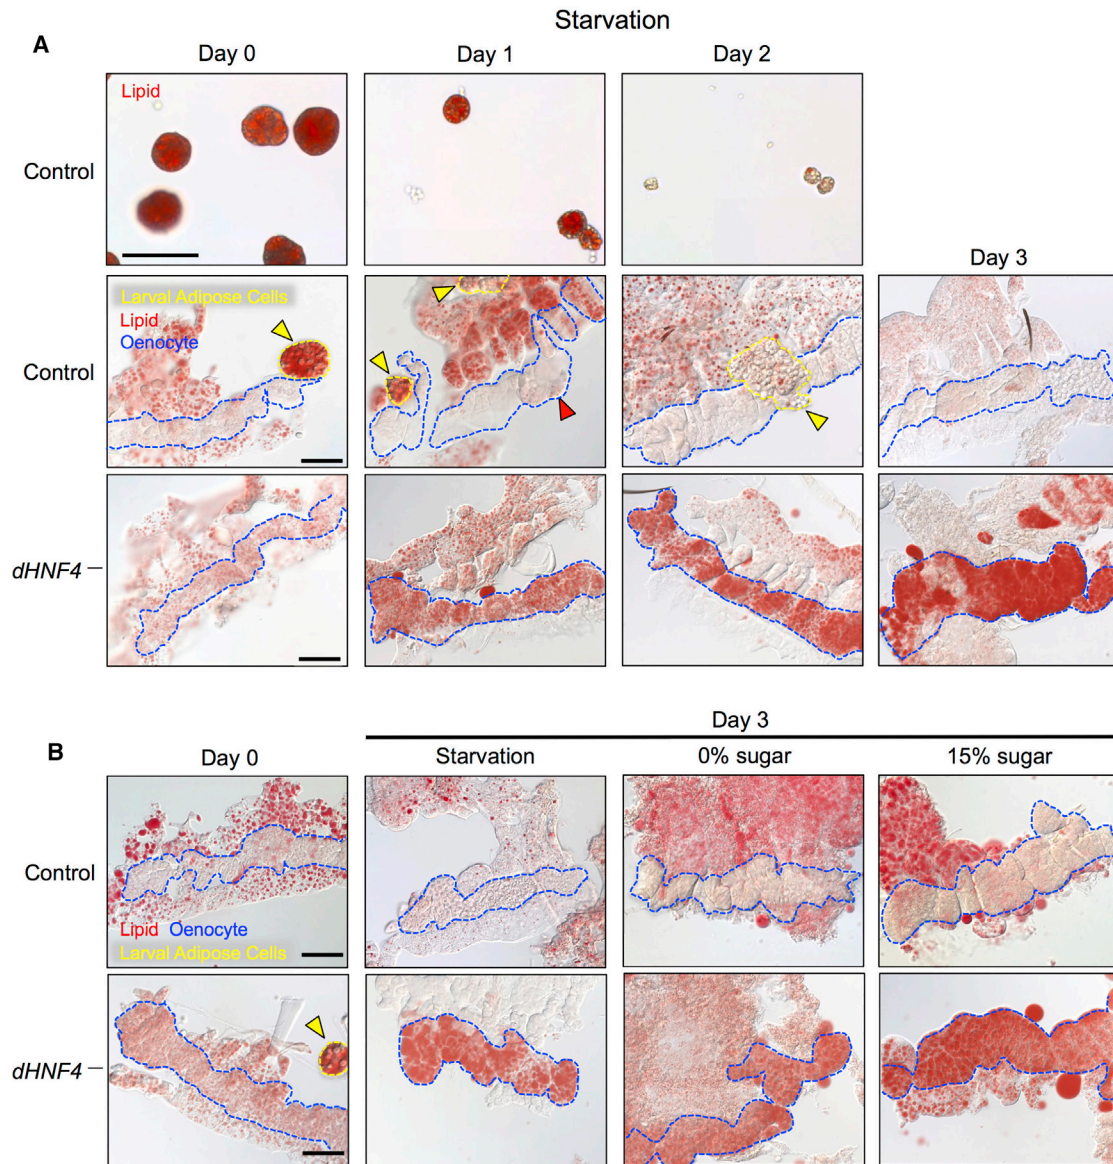 Starvation
A
Day 0
Day 1
Day 2
Lipid
Control
Day 3
Larval Adipose Cells
Lipid
Oenocyte
Control
dHNF4 –
Day 3
B
Day 0
Starvation
0% sugar
15% sugar
Control
Lipid Oenocyte
Larval Adipose Cells
dHNF4 –